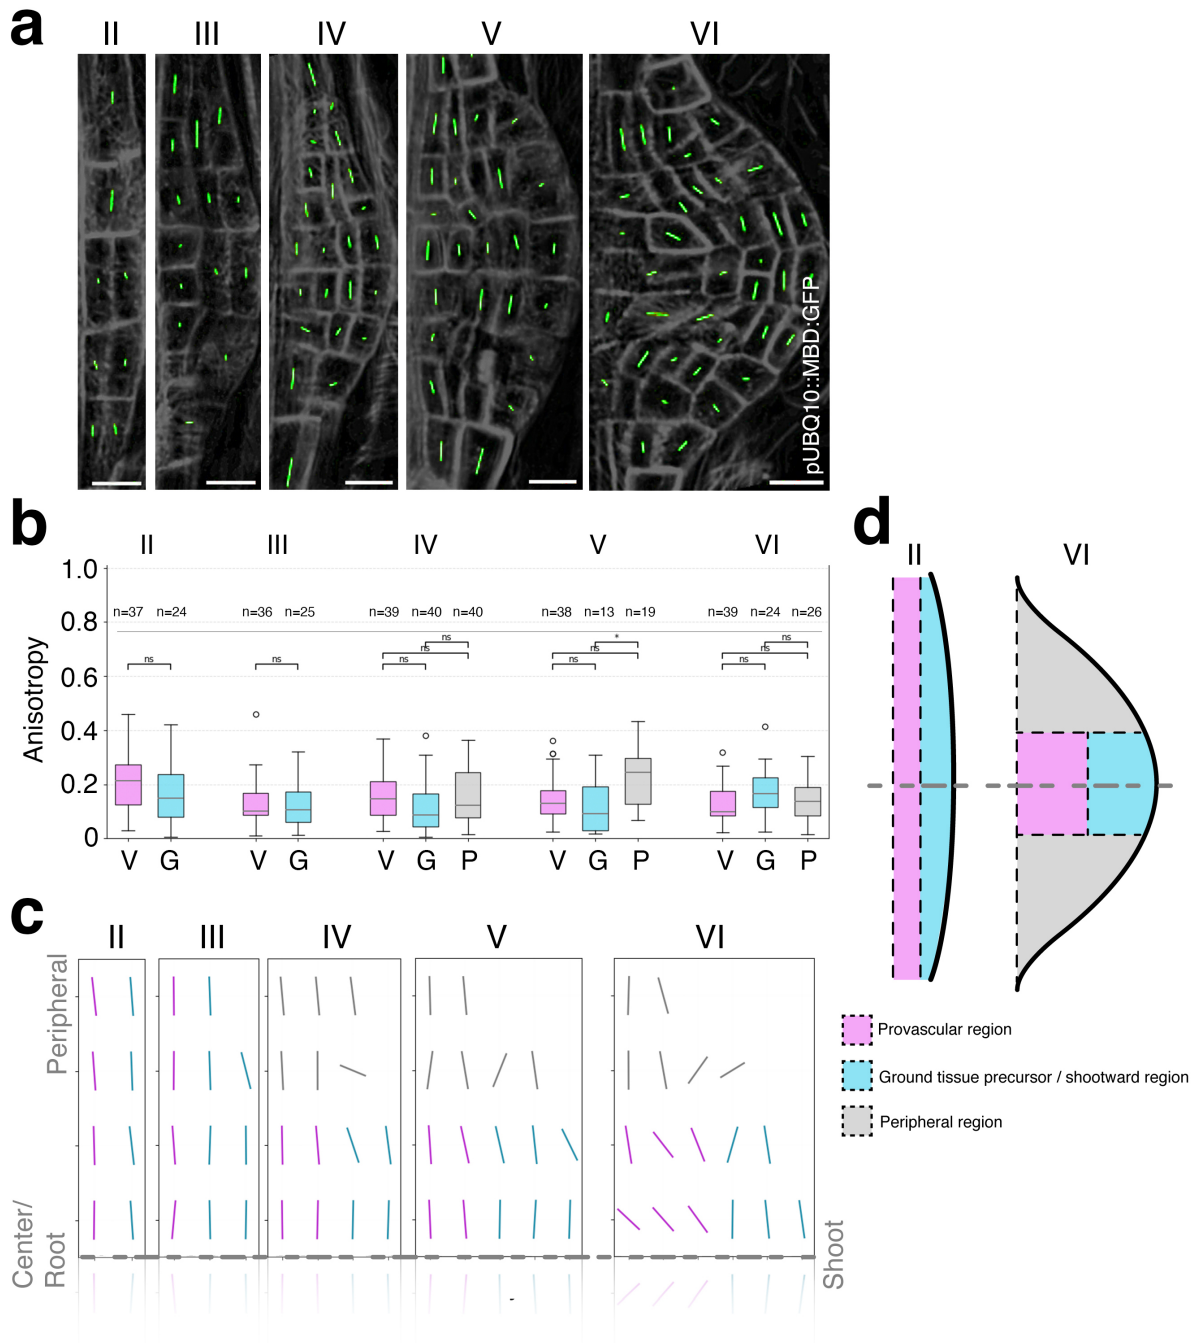 a
II III IV V VI
pUBQ10::MBD:GFP
b
II III IV V VI
Anisotropy
1.0
0.8
0.6
0.4
0.2
0
n=37 n=24 n=36 n=25 n=39 n=40 n=40 n=38 n=13 n=19 n=39 n=24 n=26
ns * ns
ns ns ns
ns ns ns ns ns
V G V G V G P V G P V G P
c
II III IV V VI
Peripheral
Center/
Root
Shoot
d
II VI
Provascular region
Ground tissue precursor / shootward region
Peripheral region